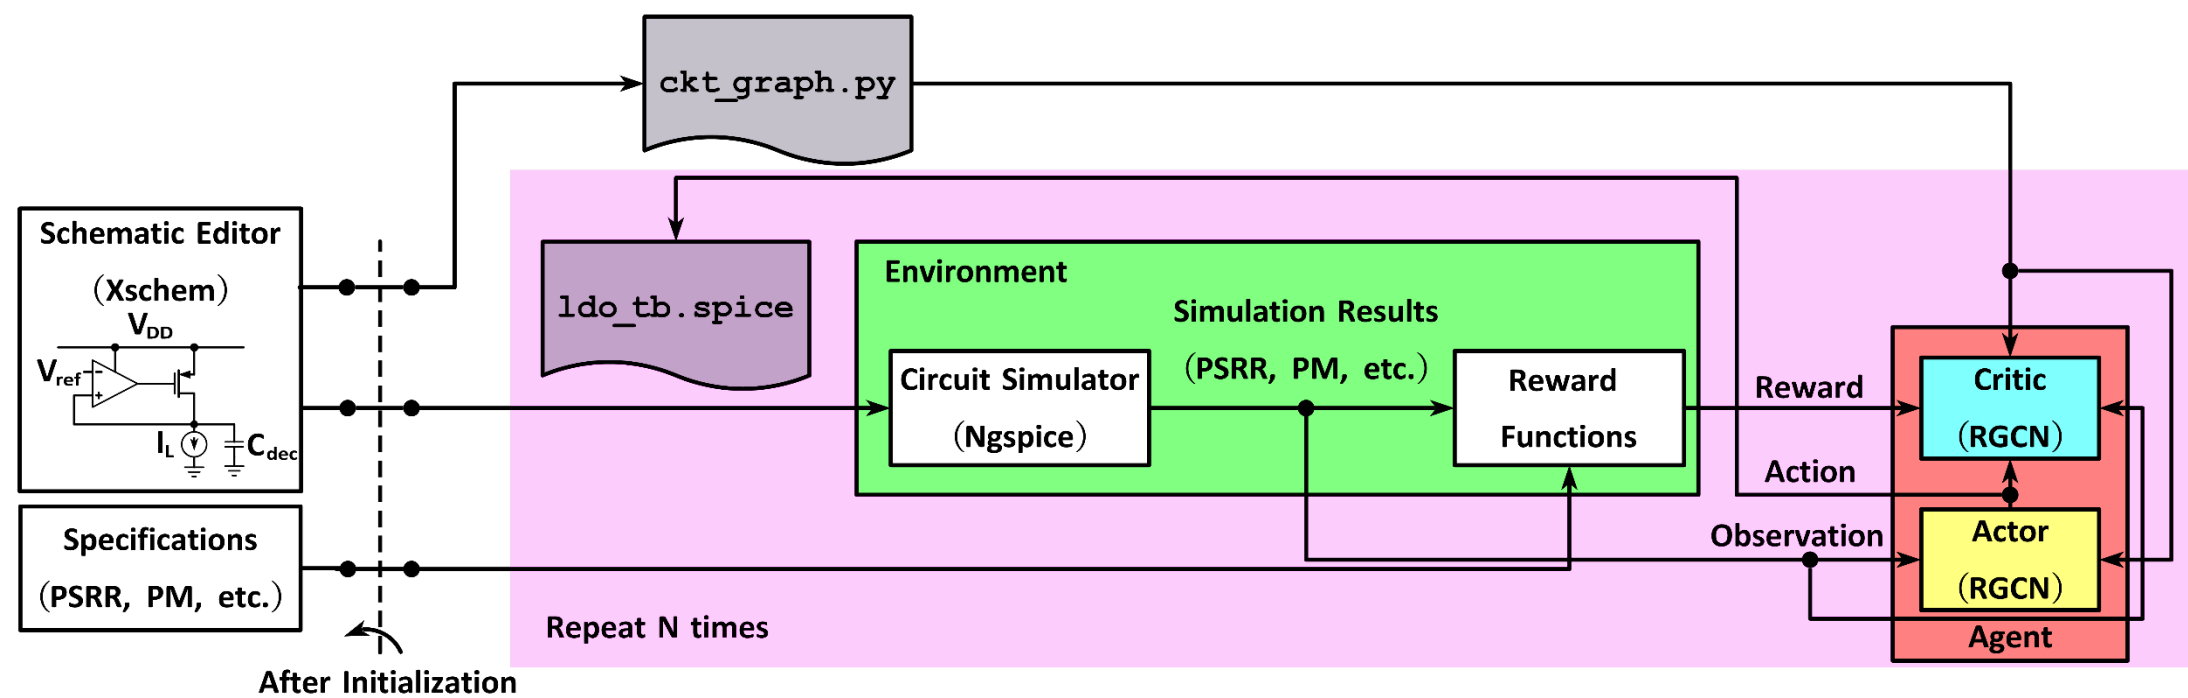 ckt_graph.py
Schematic Editor
(Xschem)
VDD
Vref
IL
Cdec
Specifications
(PSRR, PM, etc.)
After Initialization
ldo_tb.spice
Environment
Simulation Results
(PSRR, PM, etc.)
Circuit Simulator
(Ngspice)
Reward
Functions
Reward
Action
Observation
Critic
(RGCN)
Actor
(RGCN)
Agent
Repeat N times